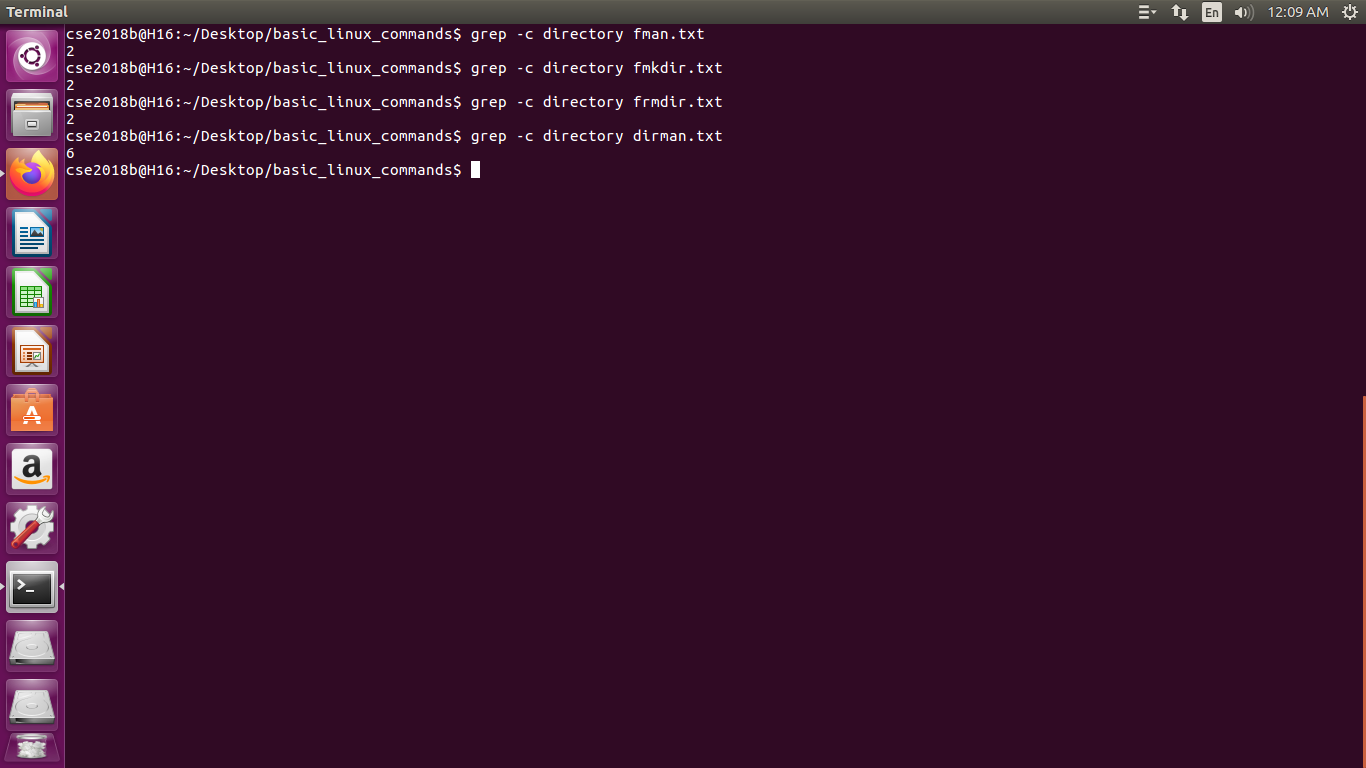 Terminal
En
12:09 AM
cse2018b@H16:~/Desktop/basic_linux_commands$ grep -c directory fman.txt
2
cse2018b@H16:~/Desktop/basic_linux_commands$ grep -c directory fmkdir.txt
2
cse2018b@H16:~/Desktop/basic_linux_commands$ grep -c directory frmdir.txt
2
cse2018b@H16:~/Desktop/basic_linux_commands$ grep -c directory dirman.txt
6
cse2018b@H16:~/Desktop/basic_linux_commands$